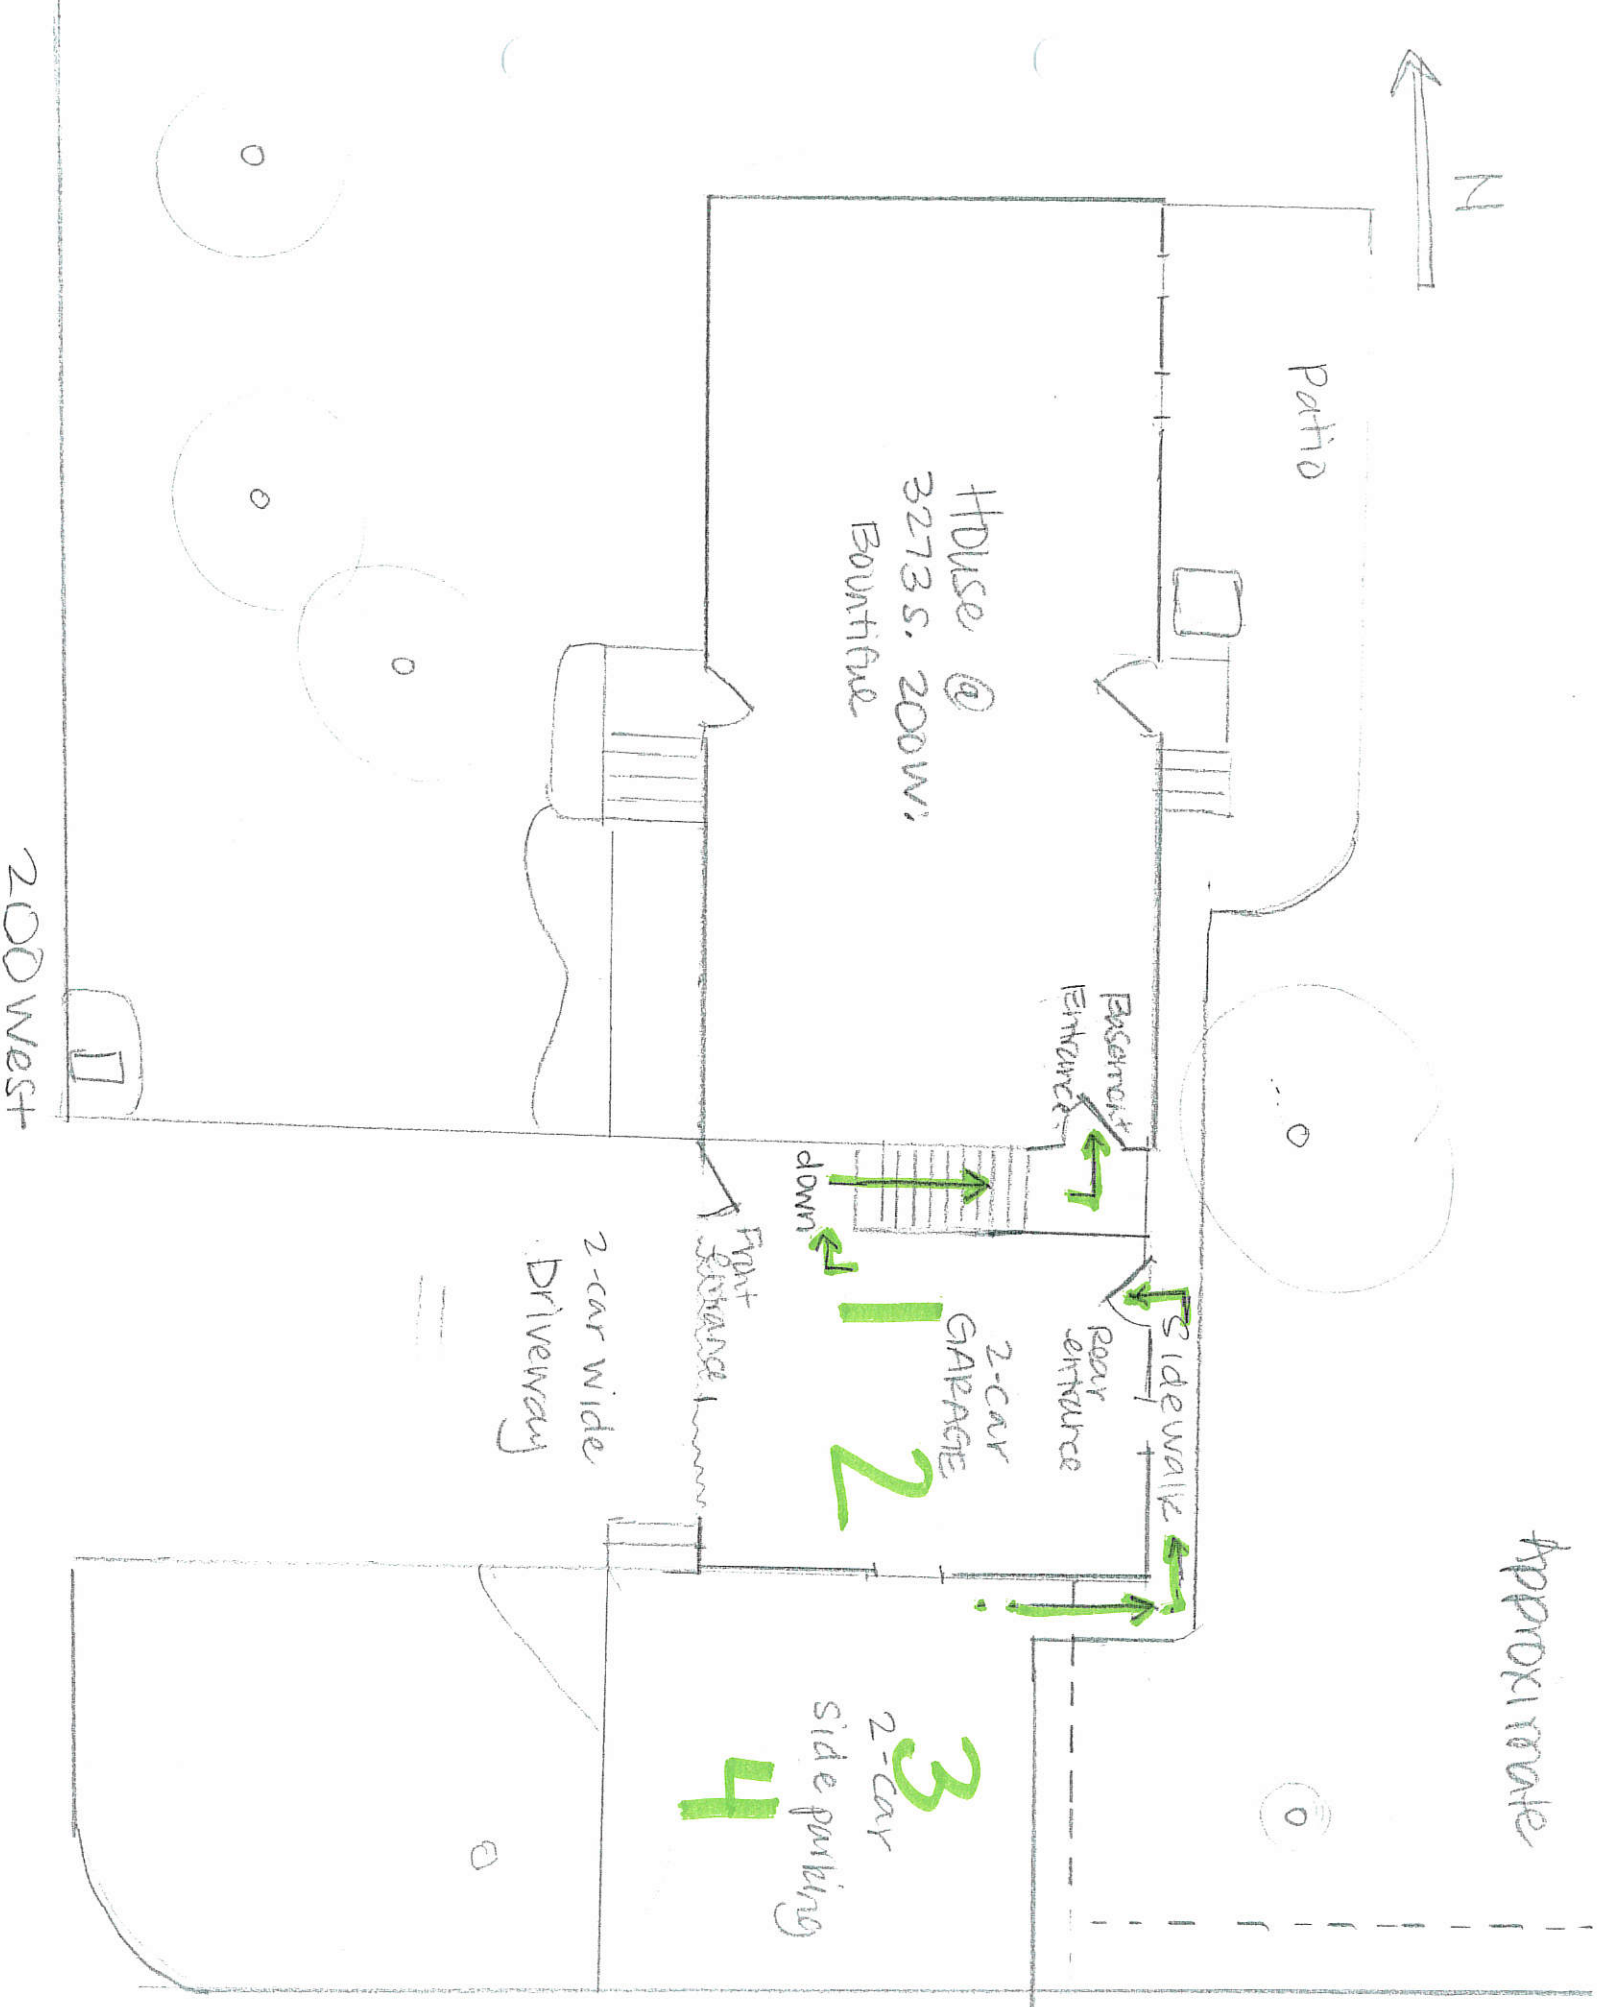 N
Patio
House @
3273 S. 200 W.
Bountiful
Basement
Entrance
down
Front
Entrance
1
2-car
GARAGE
Rear
entrance
Sidewalk
2
2-car wide
Driveway
3
2-car
side parking
4
200 West
Approximate